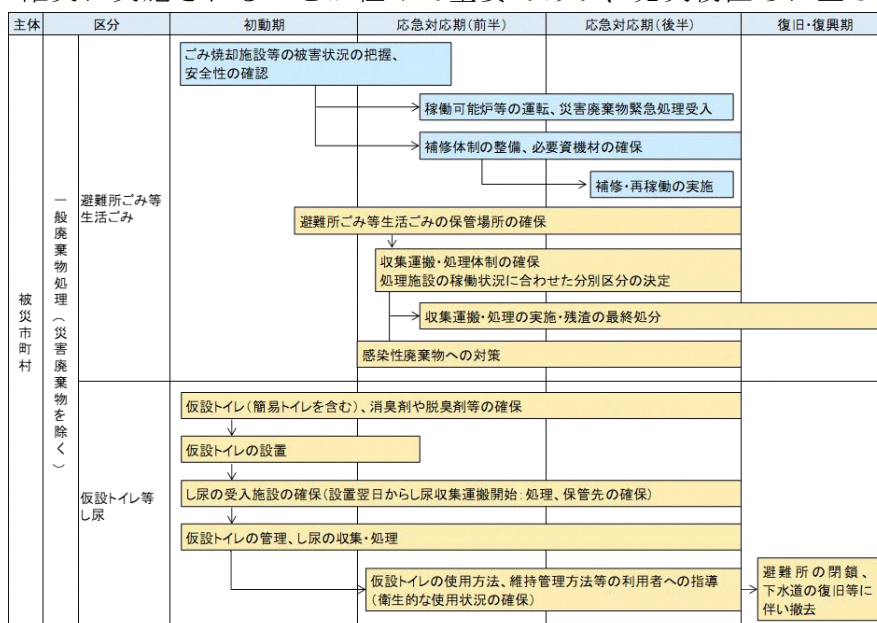 主体 区分 初動期 応急対応期(前半) 応急対応期(後半) 復旧・復興期
被災市町村
一般廃棄物処理(災害廃棄物を除く)
避難所ごみ等
生活ごみ
ごみ焼却施設等の被害状況の把握、
安全性の確認
稼働可能炉等の運転、災害廃棄物緊急処理受入
補修体制の整備、必要資機材の確保
補修・再稼働の実施
避難所ごみ等生活ごみの保管場所の確保
収集運搬・処理体制の確保
処理施設の稼働状況に合わせた分別区分の決定
収集運搬・処理の実施・残渣の最終処分
感染性廃棄物への対策
仮設トイレ等
し尿
仮設トイレ(簡易トイレを含む)、消臭剤や脱臭剤等の確保
仮設トイレの設置
し尿の受入施設の確保(設置翌日からし尿収集運搬開始:処理、保管先の確保)
仮設トイレの管理、し尿の収集・処理
仮設トイレの使用方法、維持管理方法等の利用者への指導
(衛生的な使用状況の確保)
避難所の閉鎖、
下水道の復旧等に
伴い撤去